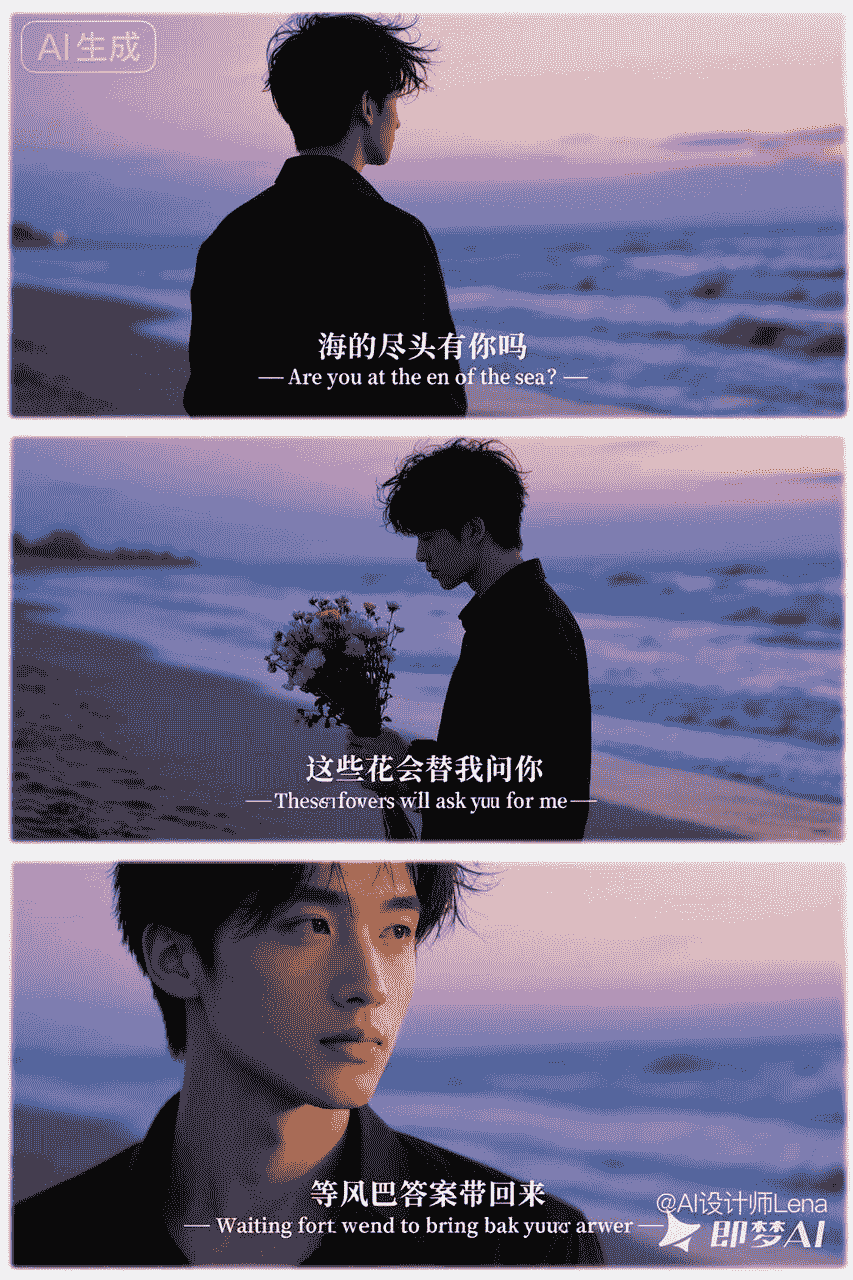 AI生成
海的尽头有你吗
— Are you at the en of the sea? —
这些花会替我问你
— These fowers will ask yuu for me —
等风巴答案带回来
— Waiting fort wend to bring bak yuur arwer —
@AI设计师Lena
即梦AI